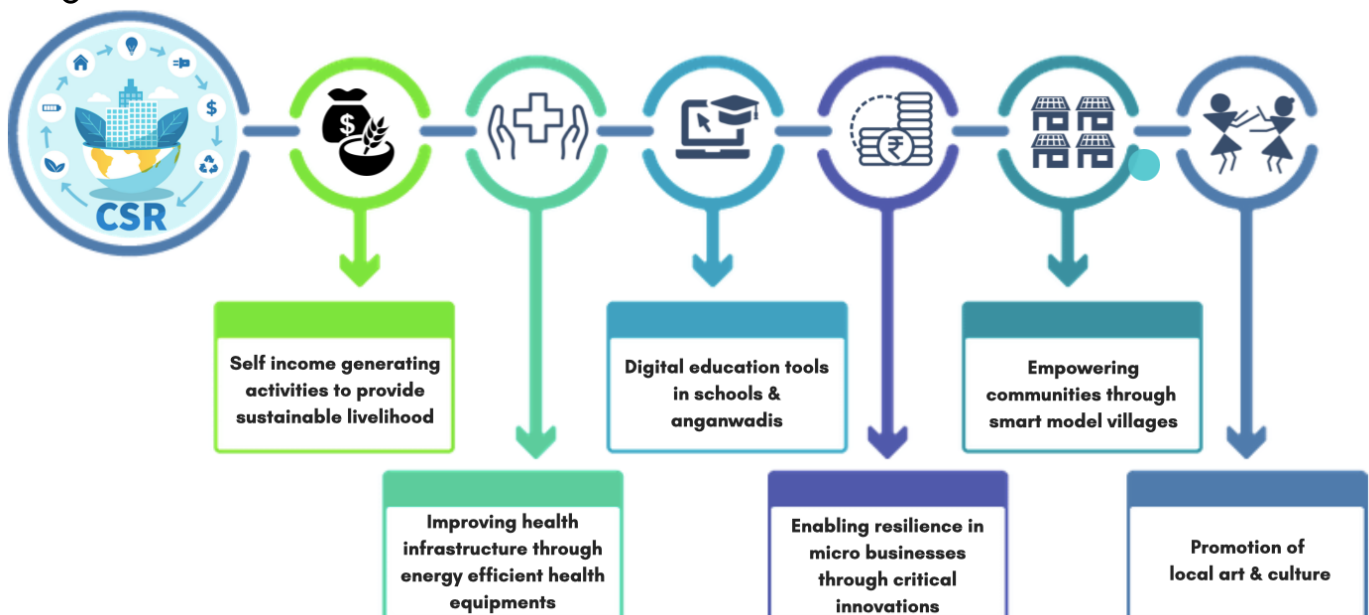 CSR
$
$
₹
Self income generating
activities to provide
sustainable livelihood
Improving health
infrastructure through
energy efficient health
equipments
Digital education tools
in schools &
anganwadis
Enabling resilience in
micro businesses
through critical
innovations
Empowering
communities through
smart model villages
Promotion of
local art & culture